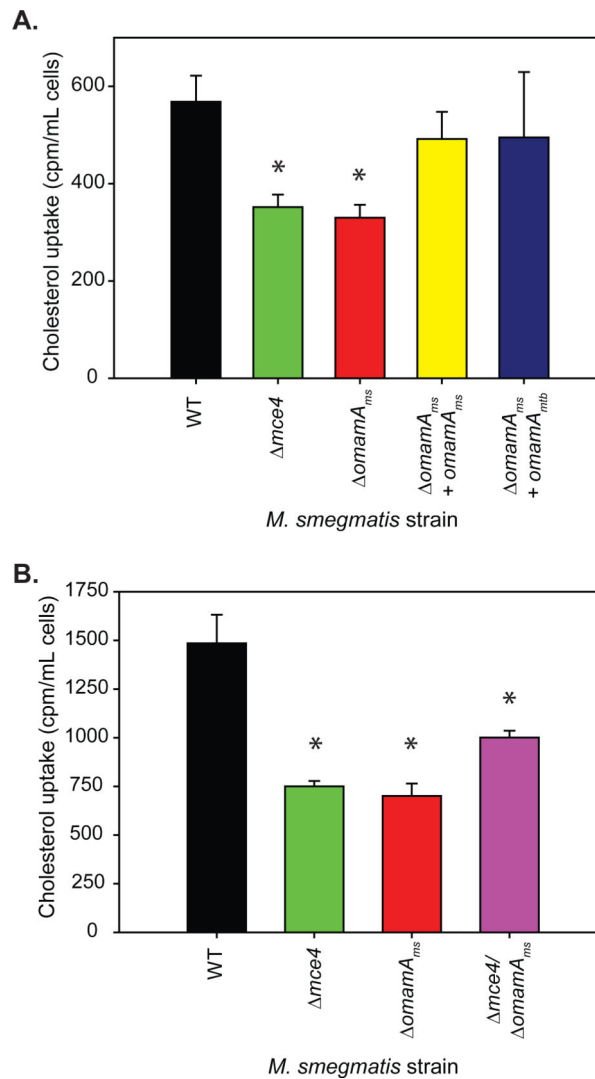 A.
Cholesterol uptake (cpm/mL cells)
600
400
200
0
*
*
WT
Δmce4
ΔomamAms
ΔomamAms
+ omamAms
ΔomamAms
+ omamAmtb
M. smegmatis strain
B.
Cholesterol uptake (cpm/mL cells)
1750
1500
1250
1000
750
500
250
0
*
*
*
WT
Δmce4
ΔomamAms
Δmce4/
ΔomamAms
M. smegmatis strain